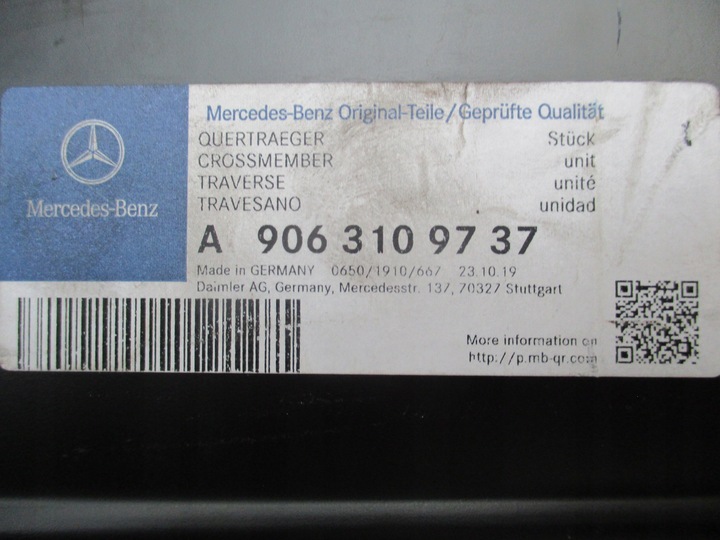 Mercedes-Benz
Mercedes-Benz Original-Teile/Geprüfte Qualität
QUERTRAEGER Stück
CROSSMEMBER unit
TRAVERSE unité
TRAVESANO unidad
A 906 310 97 37
Made in GERMANY 0650/1910/667 23.10.19
Daimler AG, Germany, Mercedesstr. 137, 70327 Stuttgart
More information on
http://p.mb-qr.com